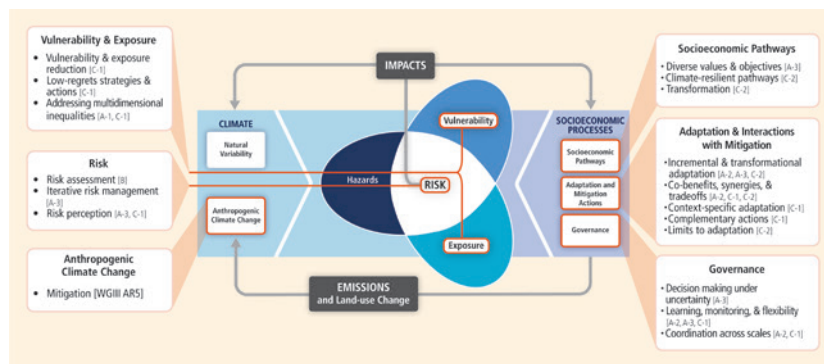 Vulnerability & Exposure
• Vulnerability & exposure
reduction [C-1]
• Low-regrets strategies &
actions [C-1]
• Addressing multidimensional
inequalities [A-1, C-1]
Risk
• Risk assessment [B]
• Iterative risk management
[A-3]
• Risk perception [A-3, C-1]
Anthropogenic
Climate Change
• Mitigation [WGIII AR5]
IMPACTS
CLIMATE
Natural
Variability
Anthropogenic
Climate Change
Hazards
Vulnerability
RISK
Exposure
EMISSIONS
and Land-use Change
SOCIOECONOMIC
PROCESSES
Socioeconomic
Pathways
Adaptation and
Mitigation
Actions
Governance
Socioeconomic Pathways
• Diverse values & objectives [A-3]
• Climate-resilient pathways [C-2]
• Transformation [C-2]
Adaptation & Interactions
with Mitigation
• Incremental & transformational
adaptation [A-2, A-3, C-2]
• Co-benefits, synergies, &
tradeoffs [A-2, C-1, C-2]
• Context-specific adaptation [C-1]
• Complementary actions [C-1]
• Limits to adaptation [C-2]
Governance
• Decision making under
uncertainty [A-3]
• Learning, monitoring, & flexibility
[A-2, A-3, C-1]
• Coordination across scales [A-2, C-1]